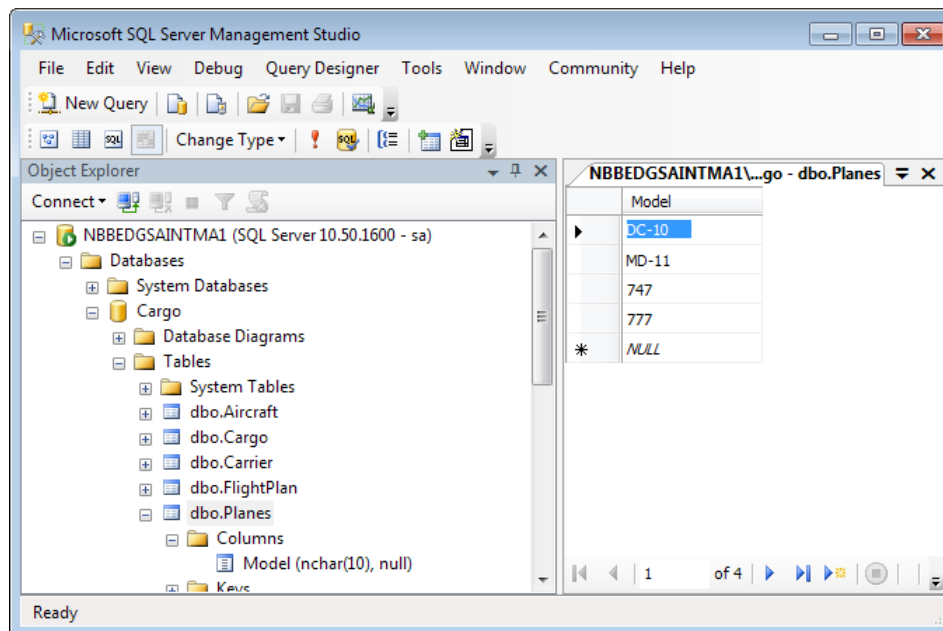 Microsoft SQL Server Management Studio
File Edit View Debug Query Designer Tools Window Community Help
New Query
SQL Change Type SQL
Object Explorer
Connect
NBBEDGSAINTMA1 (SQL Server 10.50.1600 - sa)
Databases
System Databases
Cargo
Database Diagrams
Tables
System Tables
dbo.Aircraft
dbo.Cargo
dbo.Carrier
dbo.FlightPlan
dbo.Planes
Columns
Model (nchar(10), null)
Keys
NBBEDGSAINTMA1\...go - dbo.Planes
Model
DC-10
MD-11
747
777
NULL
1 of 4
Ready